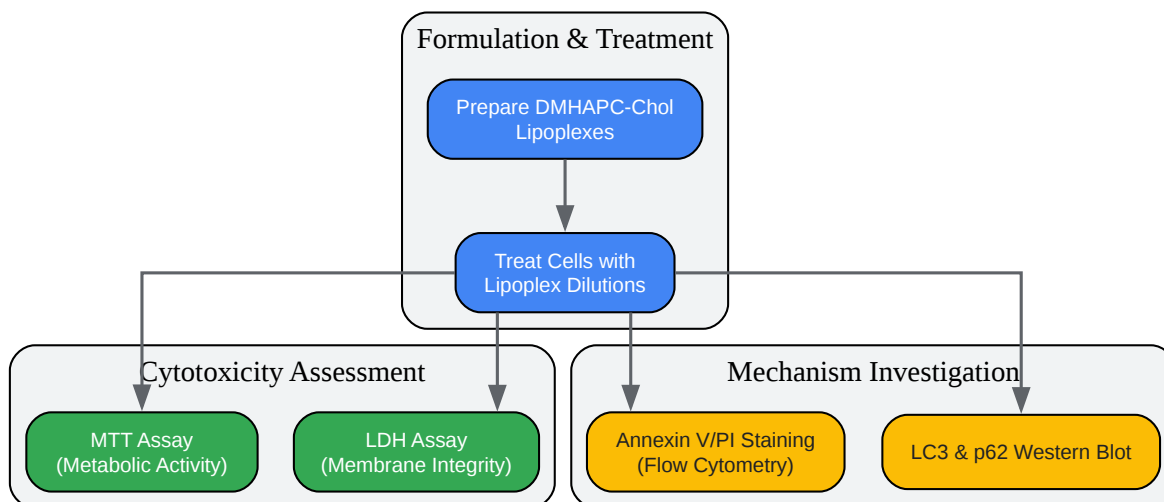 Formulation & Treatment
Prepare DMHAPC-Chol
Lipoplexes
Treat Cells with
Lipoplex Dilutions
Cytotoxicity Assessment
MTT Assay
(Metabolic Activity)
LDH Assay
(Membrane Integrity)
Mechanism Investigation
Annexin V/PI Staining
(Flow Cytometry)
LC3 & p62 Western Blot